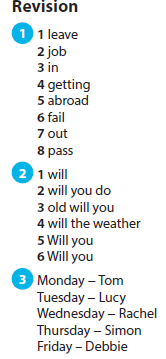 Revision
1 1 leave
2 job
3 in
4 getting
5 abroad
6 fail
7 out
8 pass
2 1 will
2 will you do
3 old will you
4 will the weather
5 Will you
6 Will you
3 Monday – Tom
Tuesday – Lucy
Wednesday – Rachel
Thursday – Simon
Friday – Debbie